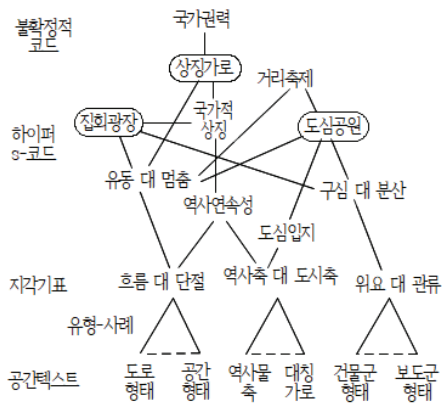 불확정적
코드
국가권력
상징가로
거리축제
집회광장
국가적
상징
도심공원
하이퍼
s-코드
유동 대 멈춤
구심 대 분산
역사연속성
도심입지
지각기표
흐름 대 단절
역사축 대 도시축
위요 대 관류
유형-사례
공간텍스트
도로
형태
공간
형태
역사물
축
대칭
가로
건물군
형태
보도군
형태